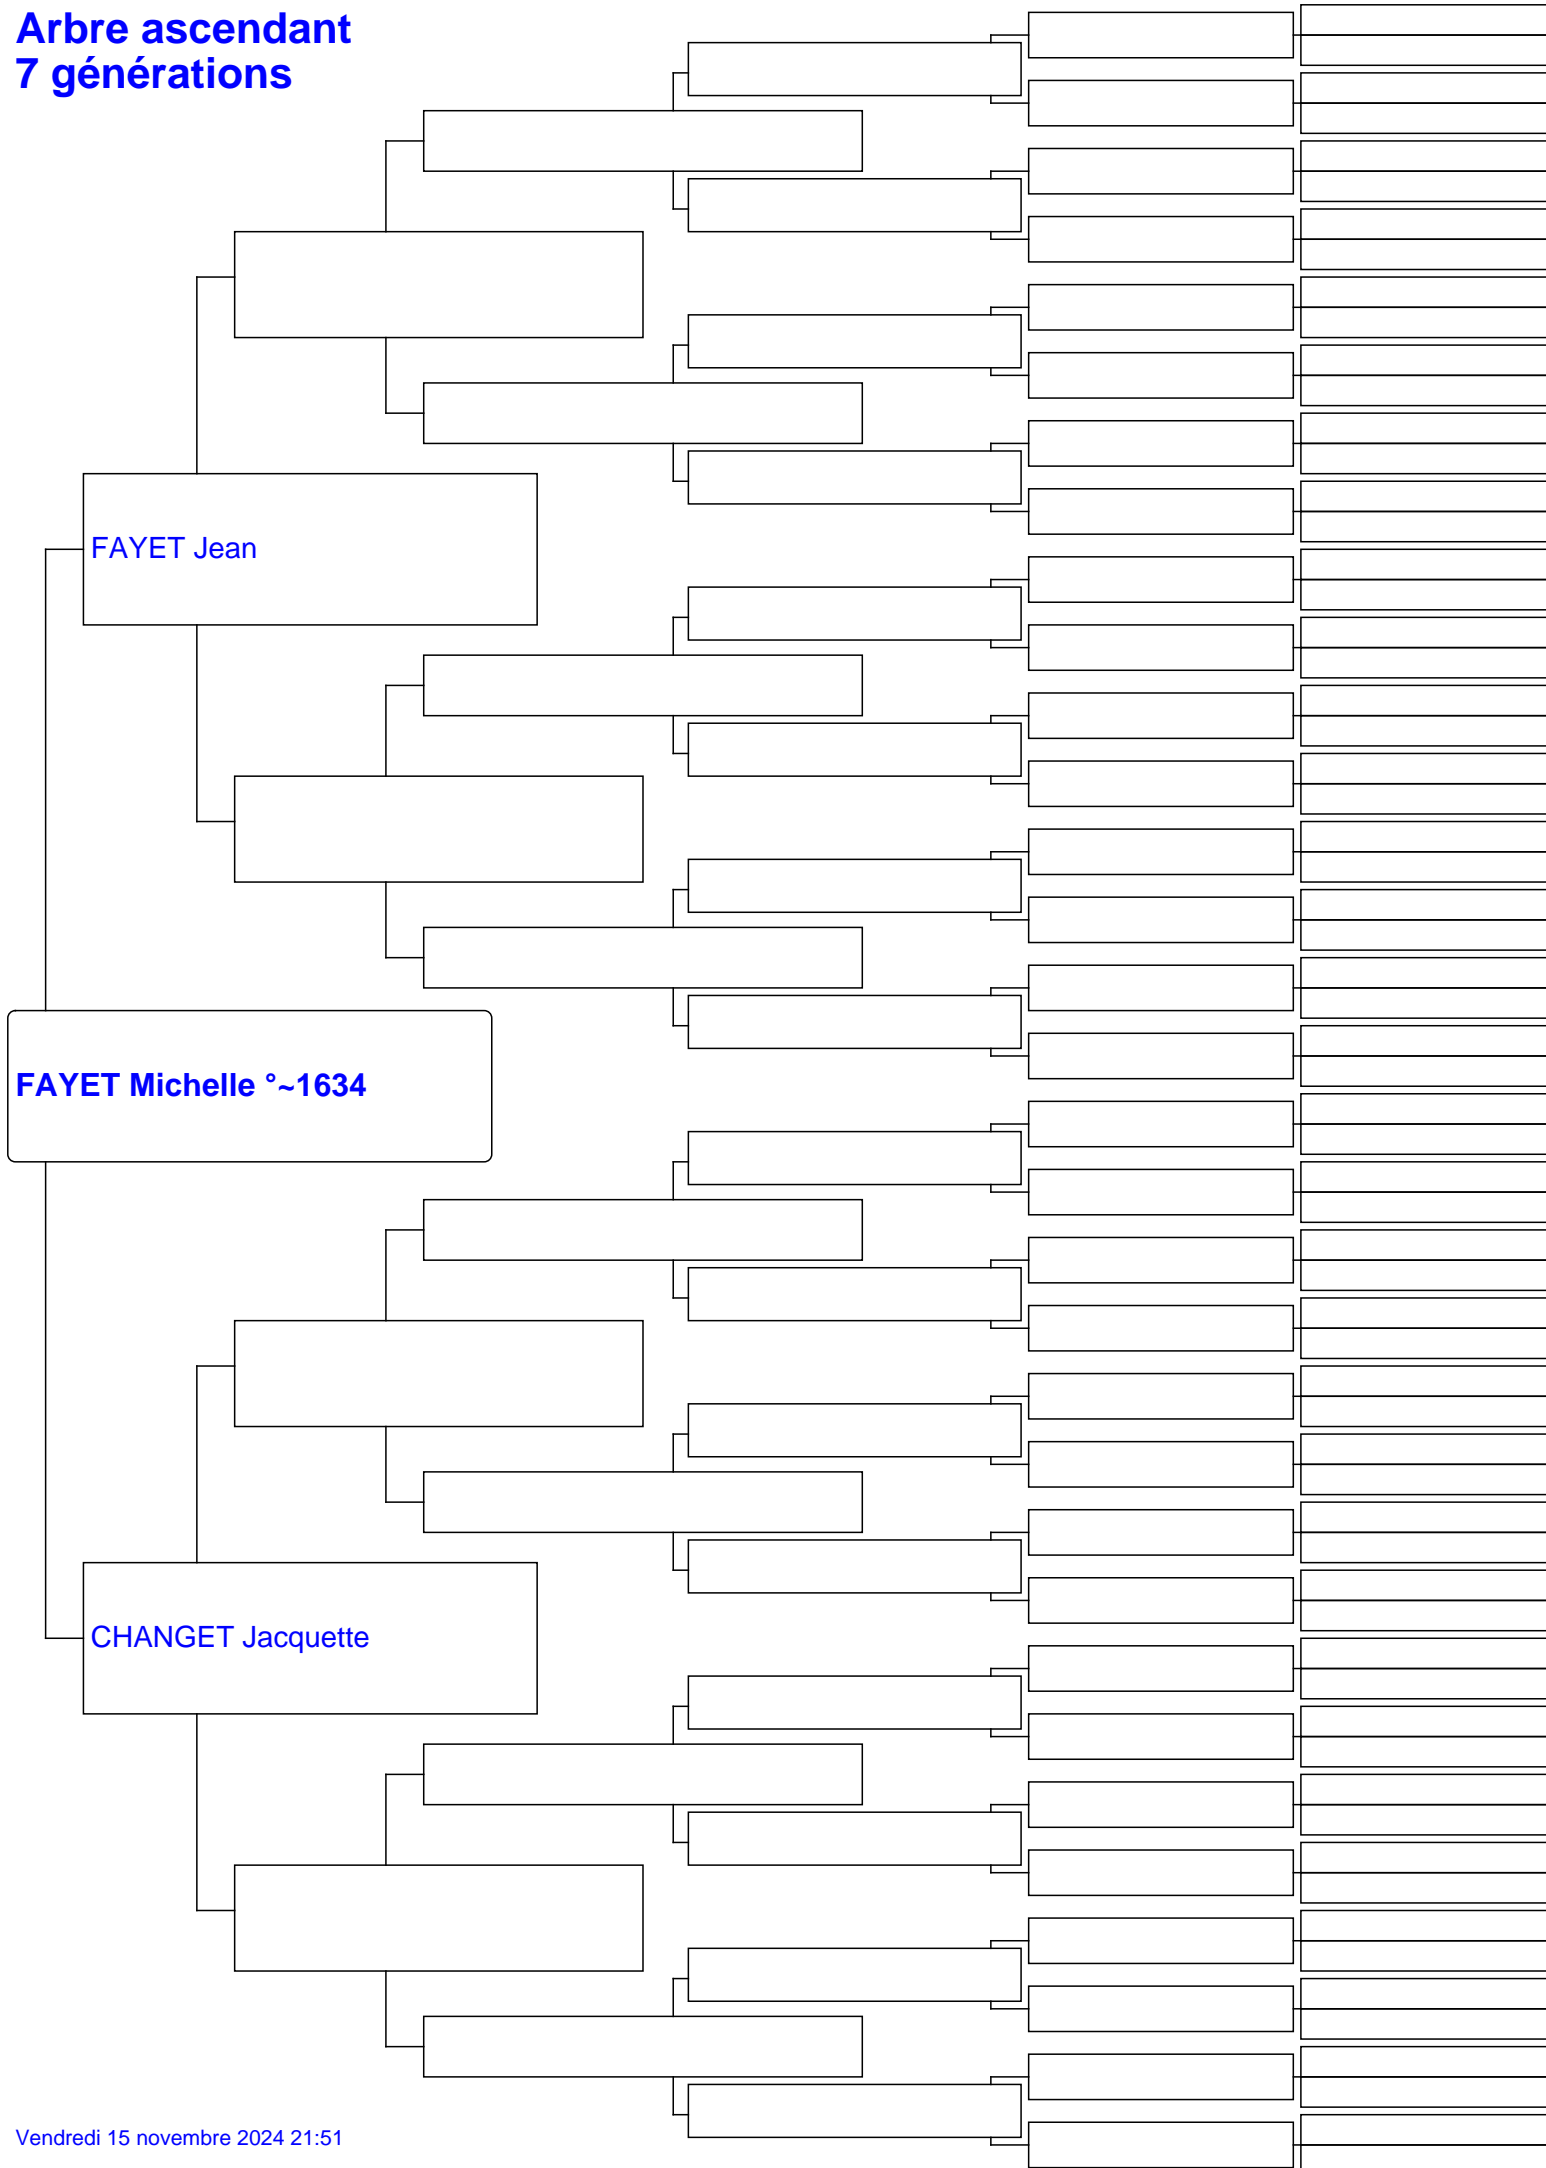 Arbre ascendant
7 générations
FAYET Jean
FAYET Michelle °~1634
CHANGET Jacquette
Vendredi 15 novembre 2024 21:51